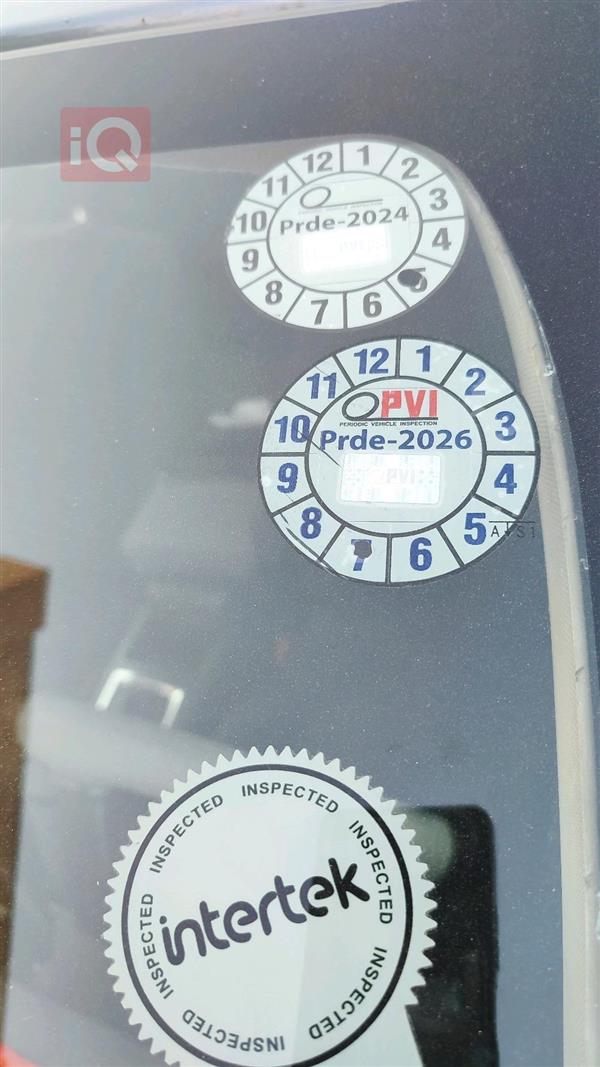 iQ
12 1 2 3 4 5 6 7 8 9 10 11
Prde-2024
12 1 2 3 4 5 6 7 8 9 10 11
PVI
PERIODIC VEHICLE INSPECTION
Prde-2026
PVI
INSPECTED INSPECTED INSPECTED INSPECTED INSPECTED INSPECTED INSPECTED INSPECTED
intertek